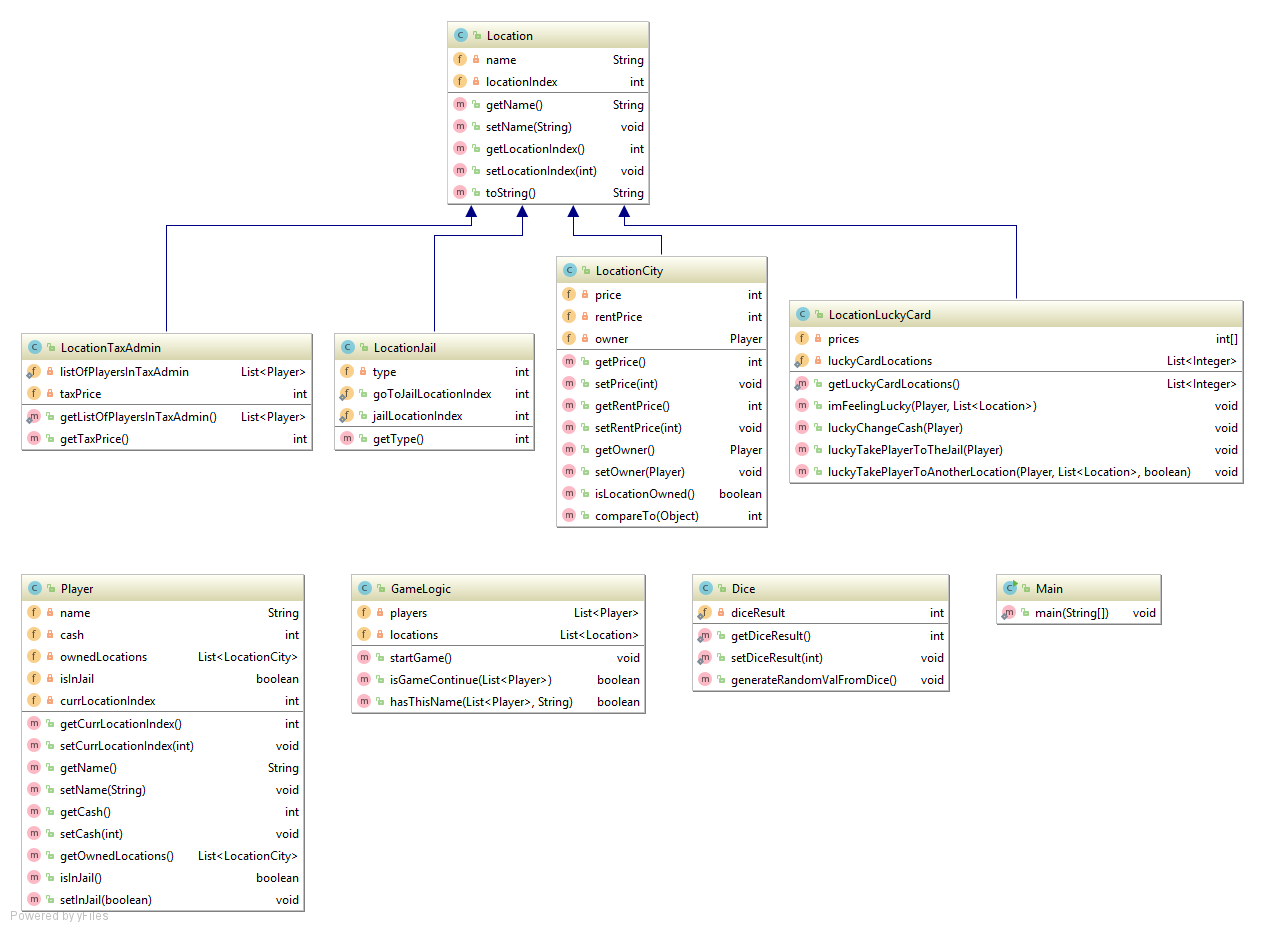 Location
name String
locationIndex int
getName() String
setName(String) void
getLocationIndex() int
setLocationIndex(int) void
toString() String
LocationTaxAdmin
listOfPlayersInTaxAdmin List<Player>
taxPrice int
getListOfPlayersInTaxAdmin() List<Player>
getTaxPrice() int
LocationJail
type int
goToJailLocationIndex int
jailLocationIndex int
getType() int
LocationCity
price int
rentPrice int
owner Player
getPrice() int
setPrice(int) void
getRentPrice() int
setRentPrice(int) void
getOwner() Player
setOwner(Player) void
isLocationOwned() boolean
compareTo(Object) int
LocationLuckyCard
prices int[]
luckyCardLocations List<Integer>
getLuckyCardLocations() List<Integer>
imFeelingLucky(Player, List<Location>) void
luckyChangeCash(Player) void
luckyTakePlayerToTheJail(Player) void
luckyTakePlayerToAnotherLocation(Player, List<Location>, boolean) void
Player
name String
cash int
ownedLocations List<LocationCity>
isInJail boolean
currLocationIndex int
getCurrLocationIndex() int
setCurrLocationIndex(int) void
getName() String
setName(String) void
getCash() int
setCash(int) void
getOwnedLocations() List<LocationCity>
isInJail() boolean
setInJail(boolean) void
GameLogic
players List<Player>
locations List<Location>
startGame() void
isGameContinue(List<Player>) boolean
hasThisName(List<Player>, String) boolean
Dice
diceResult int
getDiceResult() int
setDiceResult(int) void
generateRandomValFromDice() void
Main
main(String[]) void
Powered by yFiles